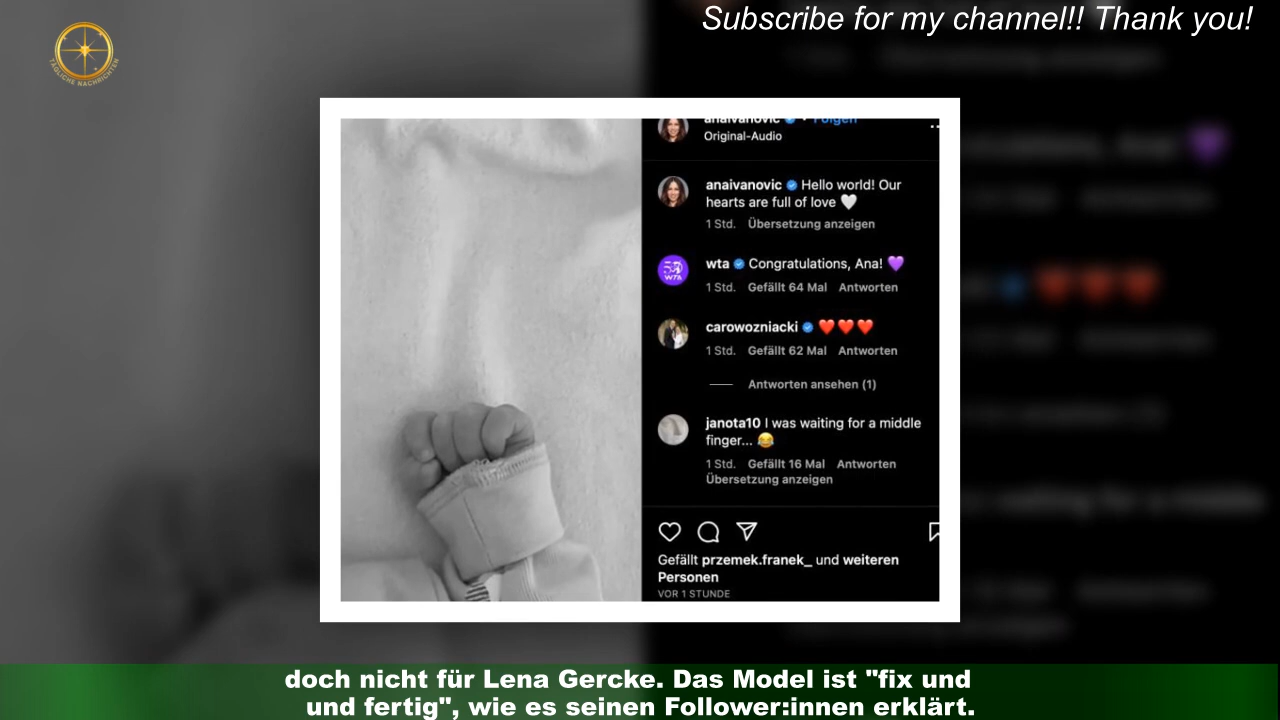 Subscribe for my channel!! Thank you!
TÄGLICHE NACHRICHTEN
anaivanovic • Folgen
Original-Audio
anaivanovic Hello world! Our
hearts are full of love 🤍
1 Std. Übersetzung anzeigen
wta Congratulations, Ana! 💜
1 Std. Gefällt 64 Mal Antworten
carowozniacki ❤️❤️❤️
1 Std. Gefällt 62 Mal Antworten
Antworten ansehen (1)
janota10 I was waiting for a middle
finger... 😂
1 Std. Gefällt 16 Mal Antworten
Übersetzung anzeigen
Gefällt przemek.franek_ und weiteren
Personen
VOR 1 STUNDE
doch nicht für Lena Gercke. Das Model ist "fix und
und fertig", wie es seinen Follower:innen erklärt.